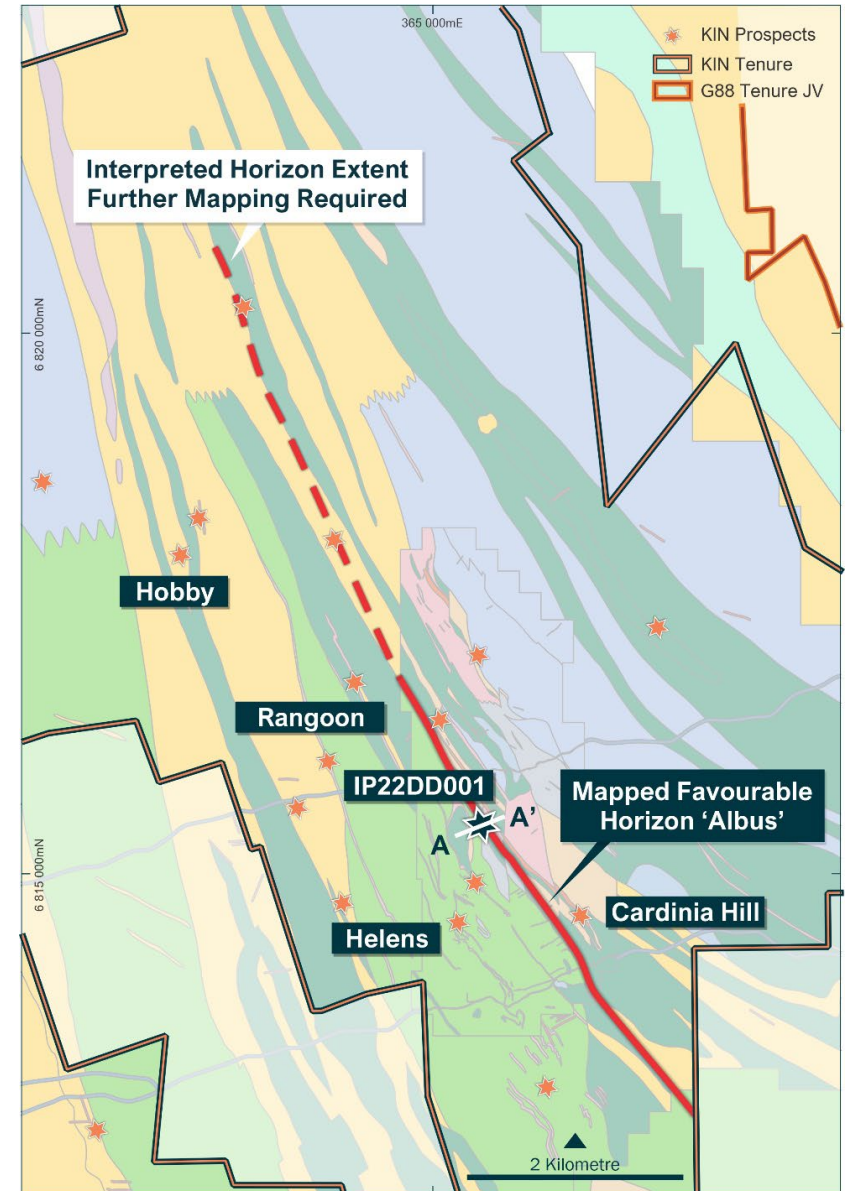 365 000mE
KIN Prospects
KIN Tenure
G88 Tenure JV
Interpreted Horizon Extent
Further Mapping Required
6 820 000mN
Hobby
Rangoon
IP22DD001
Mapped Favourable
Horizon 'Albus'
A'
A
6 815 000mN
Cardinia Hill
Helens
2 Kilometre